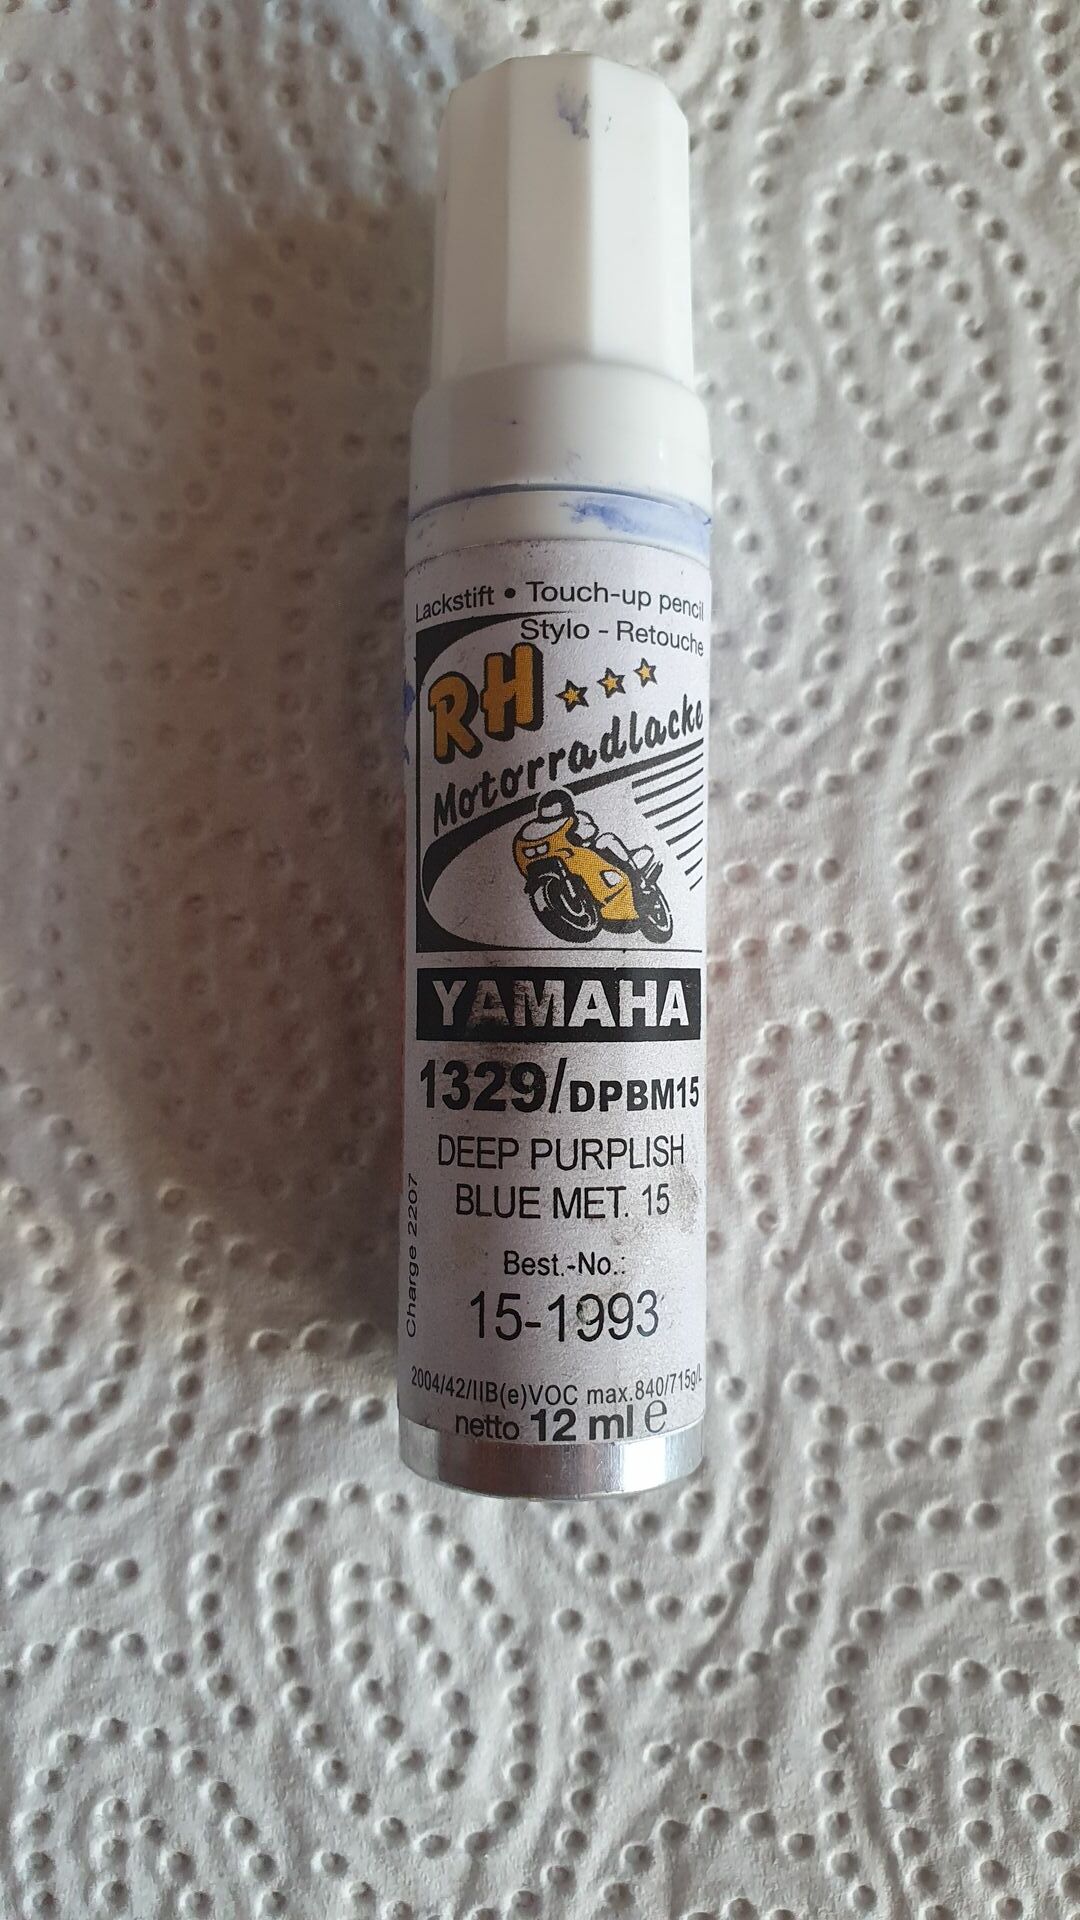 Lackstift • Touch-up pencil
Stylo - Retouche
RH
Motorradlacke
YAMAHA
1329/DPBM15
DEEP PURPLISH
BLUE MET. 15
Best.-No.:
15-1993
Charge 2207
2004/42/IIB(e)VOC max.840/715g/L
netto 12 ml e